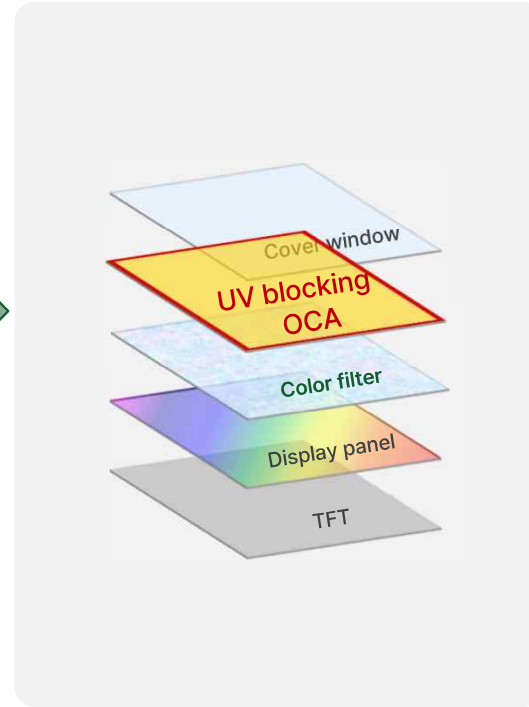 Cover window
UV blocking
OCA
Color filter
Display panel
TFT